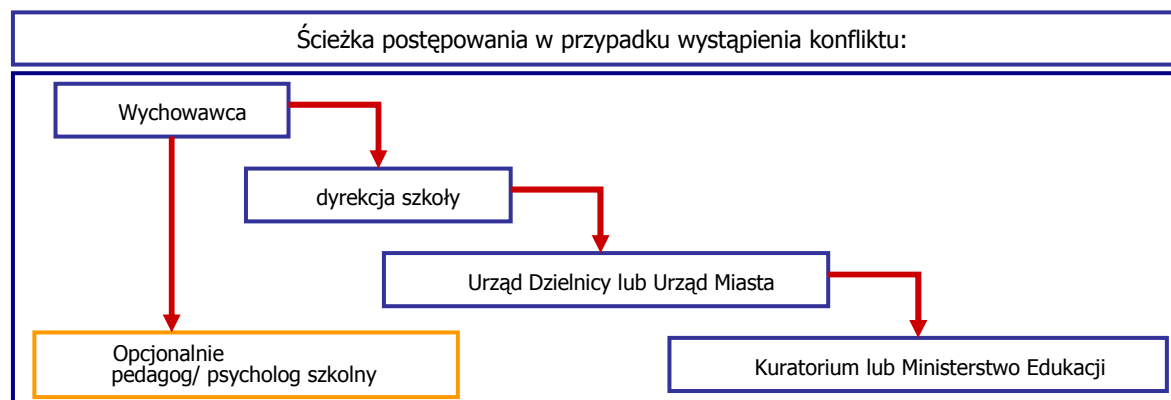 Ścieżka postępowania w przypadku wystąpienia konfliktu:
Wychowawca
dyrekcja szkoły
Urząd Dzielnicy lub Urząd Miasta
Opcjonalnie
pedagog/ psycholog szkolny
Kuratorium lub Ministerstwo Edukacji